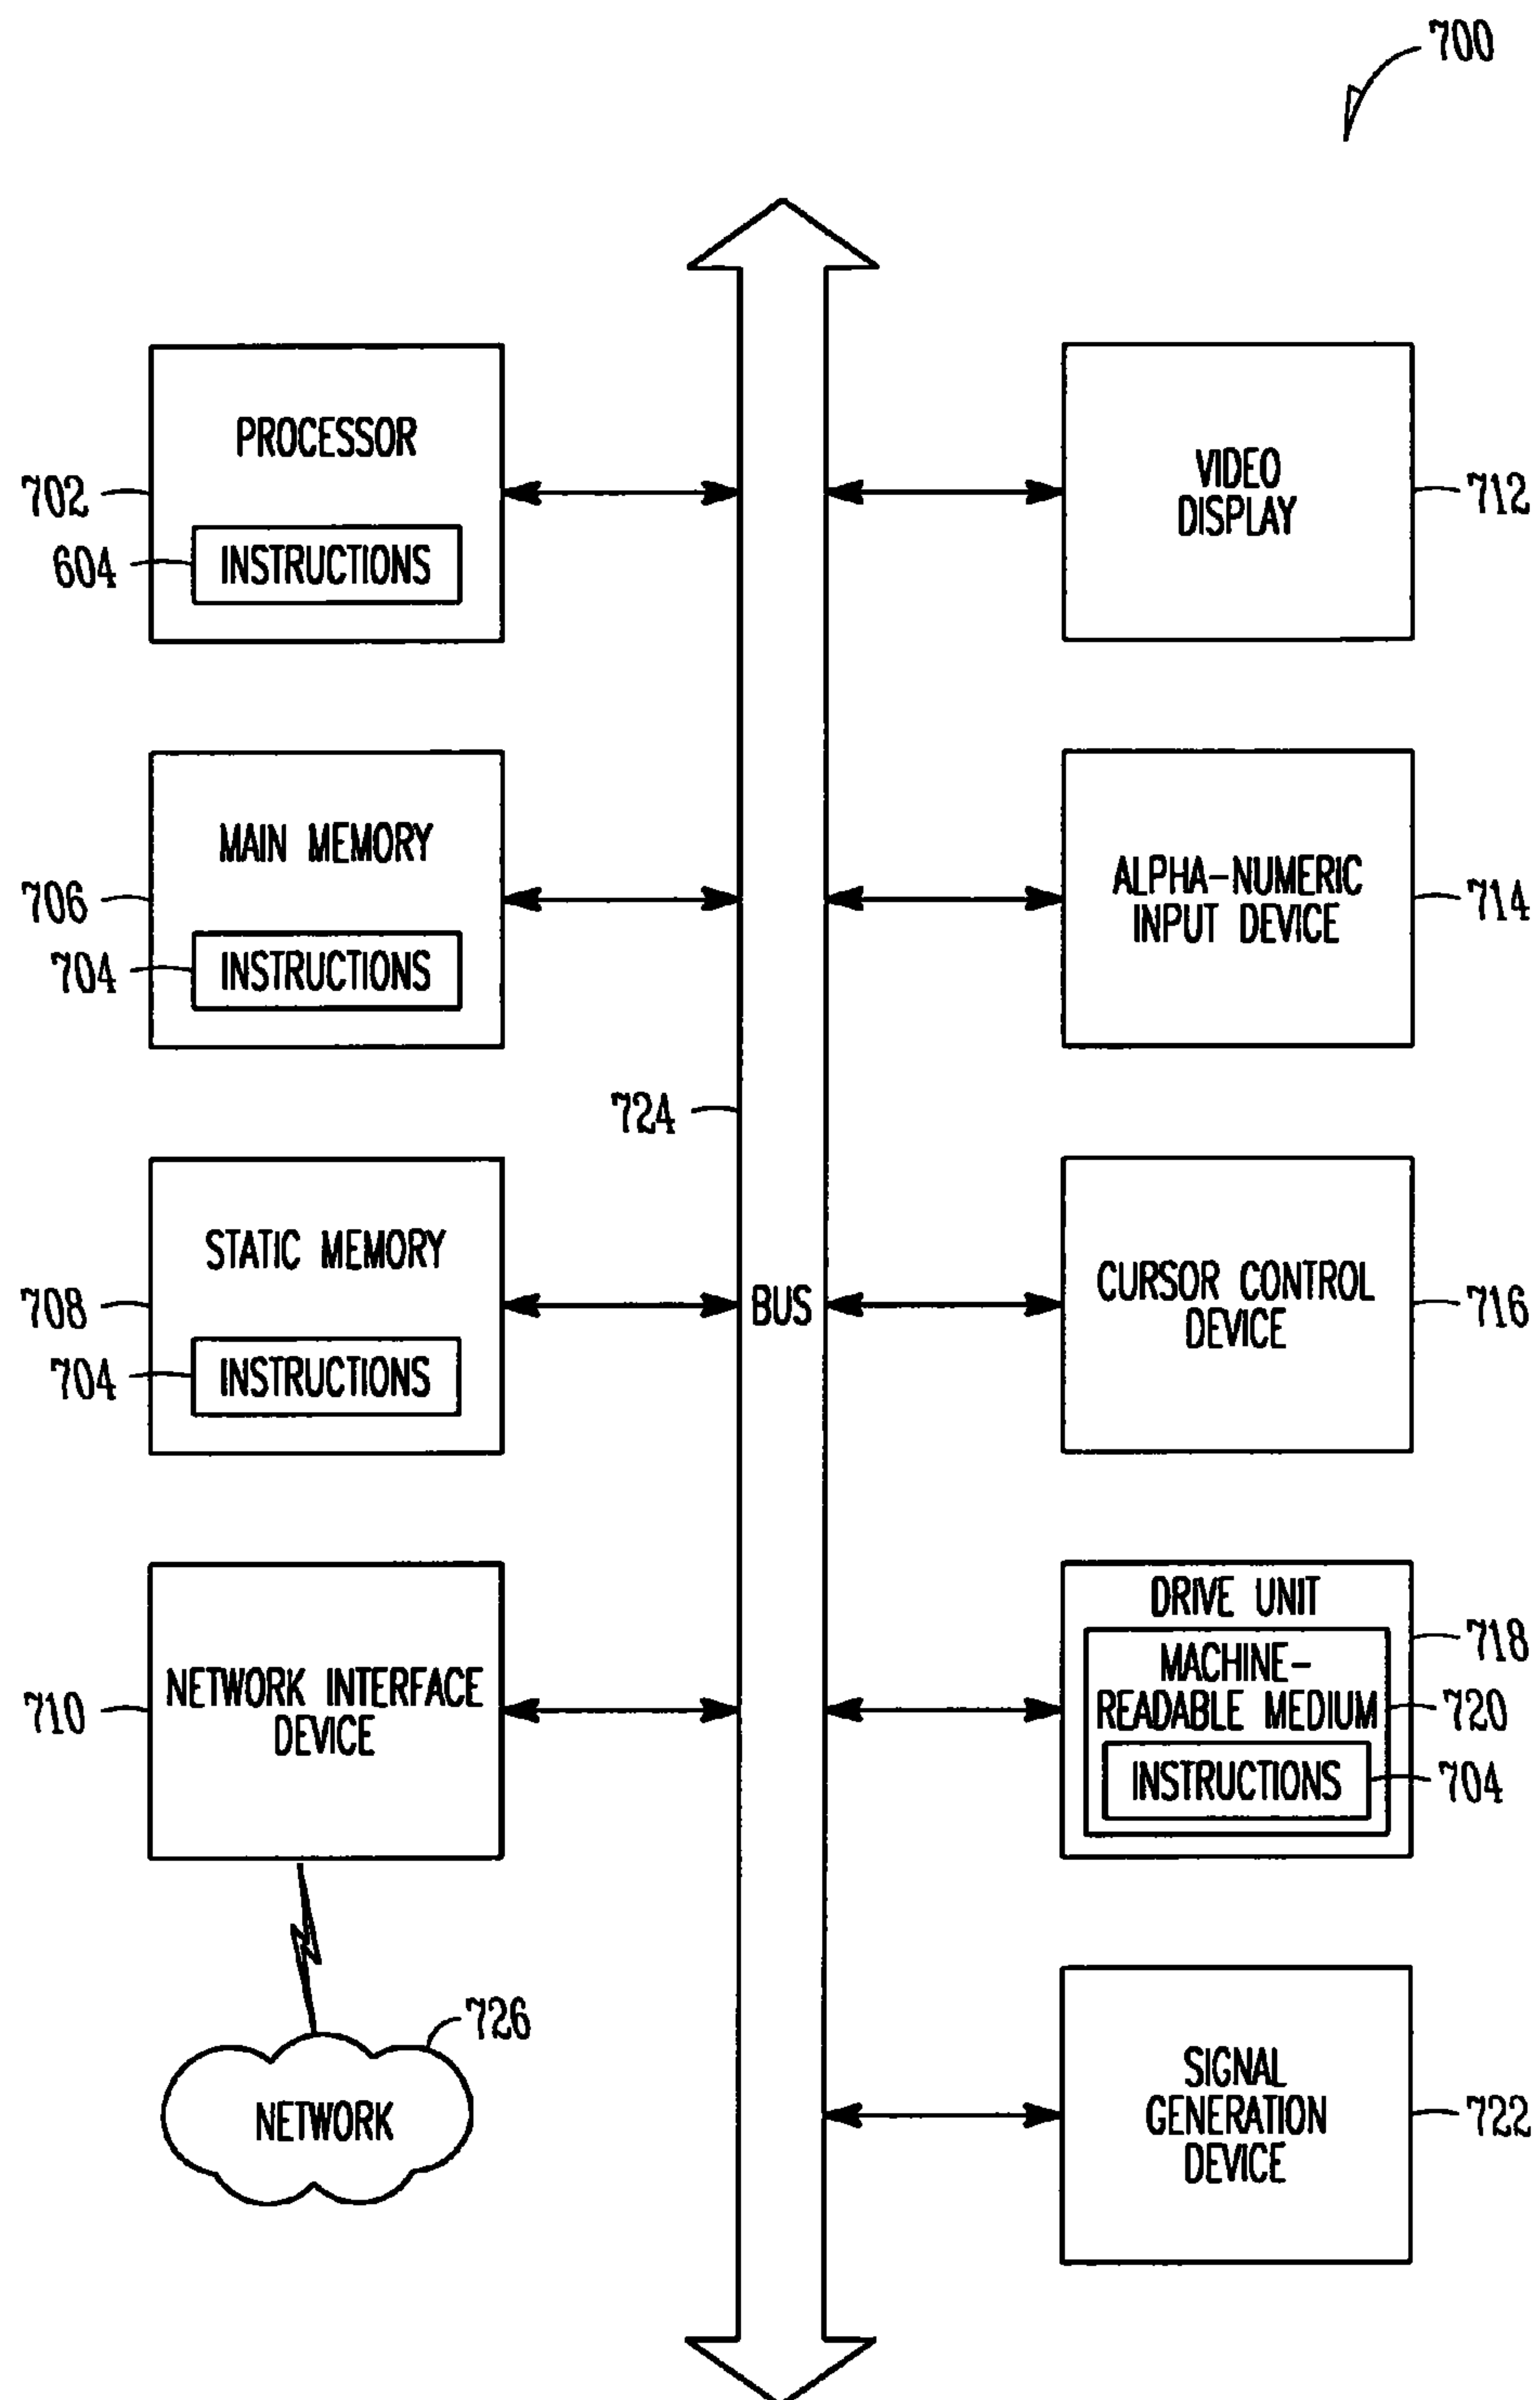 700
PROCESSOR
702
604
INSTRUCTIONS
VIDEO
DISPLAY
712
MAIN MEMORY
706
704
INSTRUCTIONS
ALPHA-NUMERIC
INPUT DEVICE
714
724
STATIC MEMORY
708
704
INSTRUCTIONS
BUS
CURSOR CONTROL
DEVICE
716
NETWORK INTERFACE
DEVICE
710
DRIVE UNIT
718
MACHINE-
READABLE MEDIUM
720
INSTRUCTIONS
704
726
NETWORK
SIGNAL
GENERATION
DEVICE
722